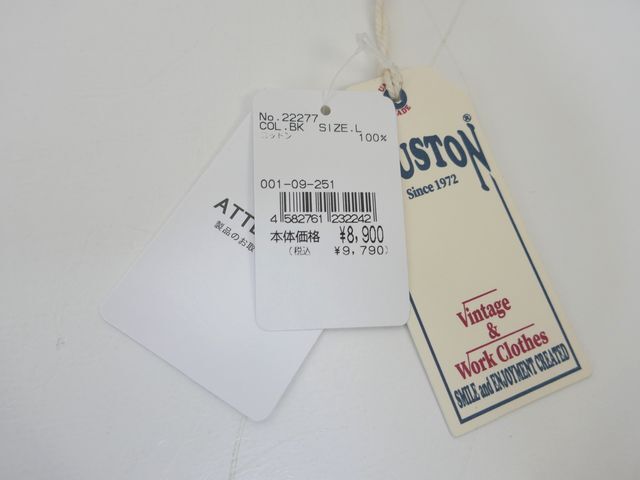 No.22277
COL.BK SIZE.L
コットン 100%
001-09-251
4 582761 232242
本体価格 ¥8,900
(税込 ¥9,790)
ATTE
製品のお取
USTON®
Since 1972
Vintage
&
Work Clothes
SMILE and ENJOYMENT CREATED